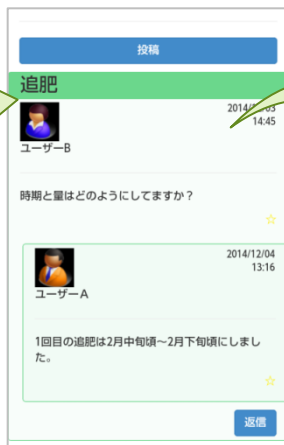 投稿
追肥
14:45
ユーザーB
時期と量はどのようにしてますか?
☆
2014/12/04
13:16
ユーザーA
1回目の追肥は2月中旬頃~2月下旬頃にしまし
た。
☆
返信